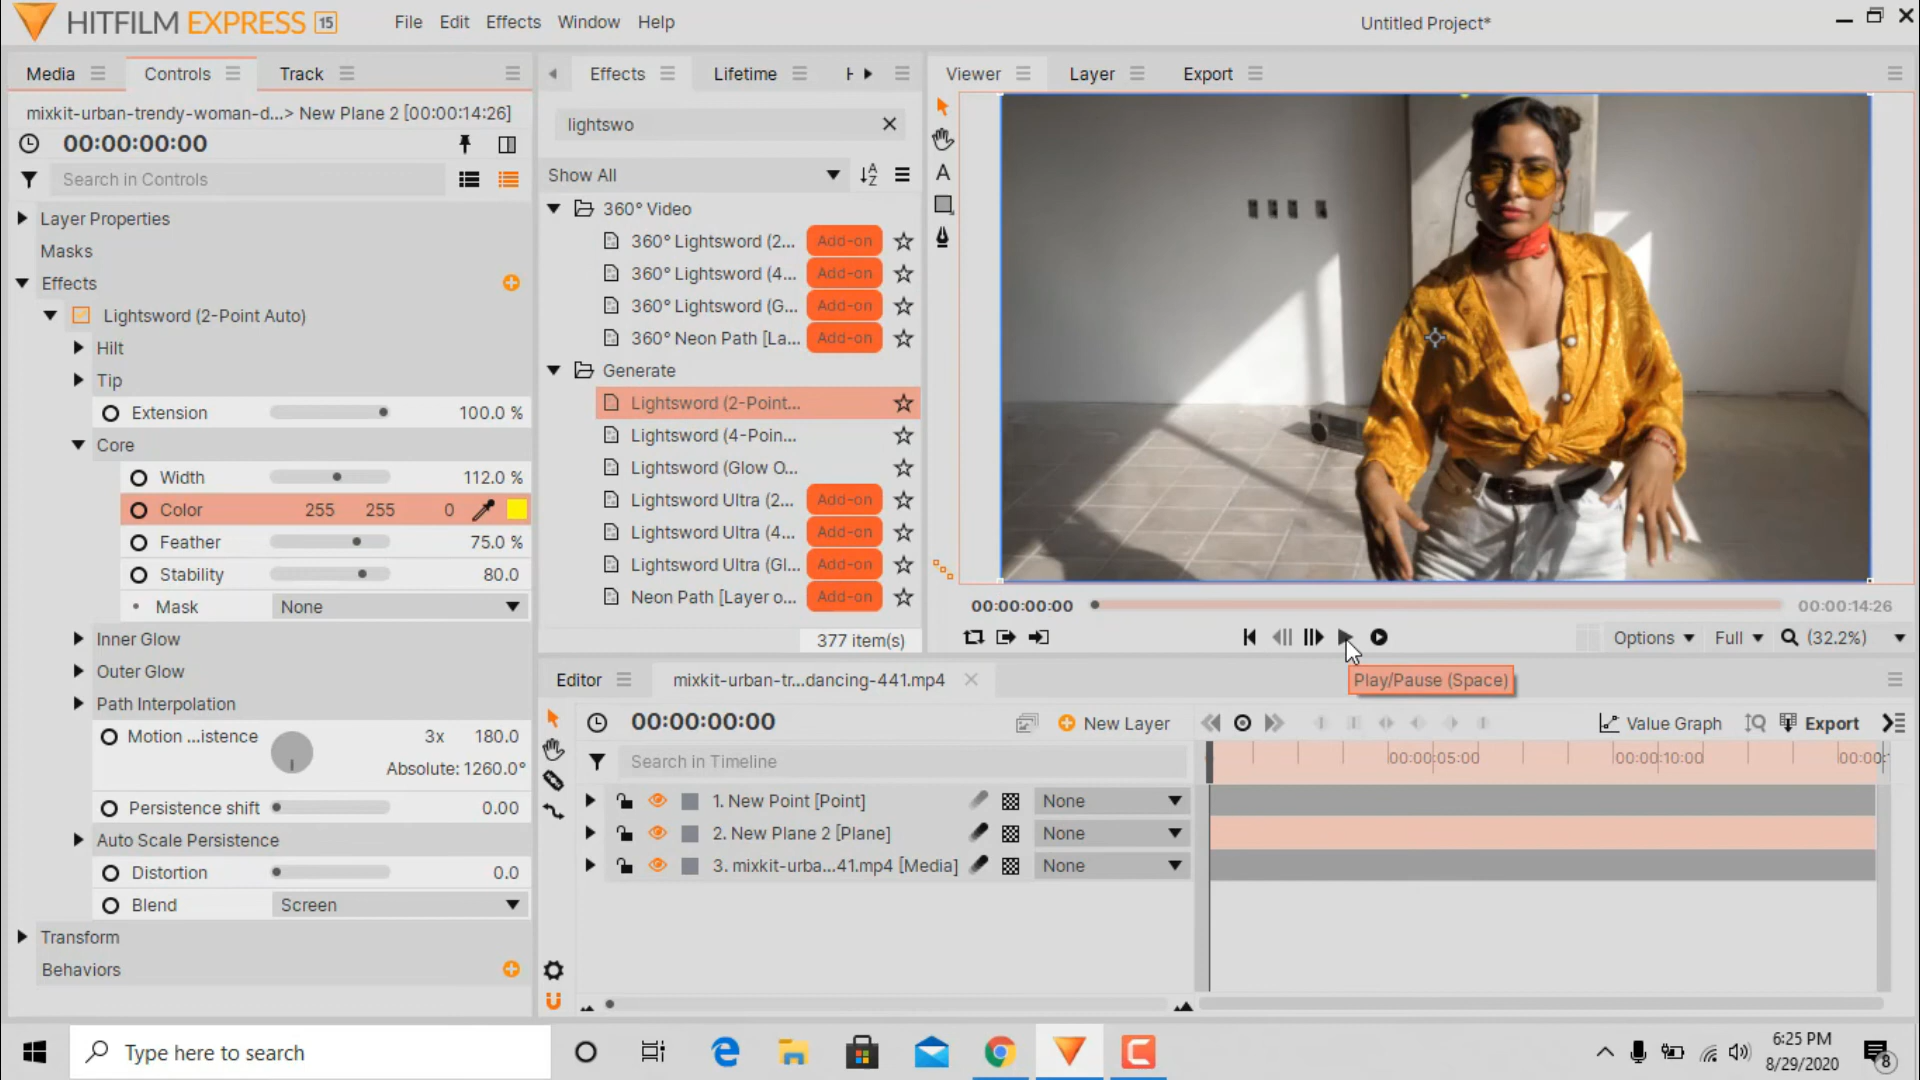 HITFILM EXPRESS 15
File Edit Effects Window Help
Untitled Project*
Media Controls Track
mixkit-urban-trendy-woman-d...> New Plane 2 [00:00:14:26]
00:00:00:00
Search in Controls
Layer Properties
Masks
Effects
Lightsword (2-Point Auto)
Hilt
Tip
Extension 100.0 %
Core
Width 112.0 %
Color 255 255 0
Feather 75.0 %
Stability 80.0
Mask None
Inner Glow
Outer Glow
Path Interpolation
Motion ...istence 3x 180.0
Absolute: 1260.0°
Persistence shift 0.00
Auto Scale Persistence
Distortion 0.0
Blend Screen
Transform
Behaviors
Effects Lifetime
lightswo
Show All
360° Video
360° Lightsword (2... Add-on
360° Lightsword (4... Add-on
360° Lightsword (G... Add-on
360° Neon Path [La... Add-on
Generate
Lightsword (2-Point...
Lightsword (4-Poin...
Lightsword (Glow O...
Lightsword Ultra (2... Add-on
Lightsword Ultra (4... Add-on
Lightsword Ultra (Gl... Add-on
Neon Path [Layer o... Add-on
377 item(s)
Viewer Layer Export
A
00:00:00:00 00:00:14:26
Options Full (32.2%)
Play/Pause (Space)
Editor mixkit-urban-tr...dancing-441.mp4
00:00:00:00 New Layer Value Graph Export
Search in Timeline
00:00:05:00 00:00:10:00 00:00:
1. New Point [Point] None
2. New Plane 2 [Plane] None
3. mixkit-urba...41.mp4 [Media] None
Type here to search
6:25 PM
8/29/2020
8